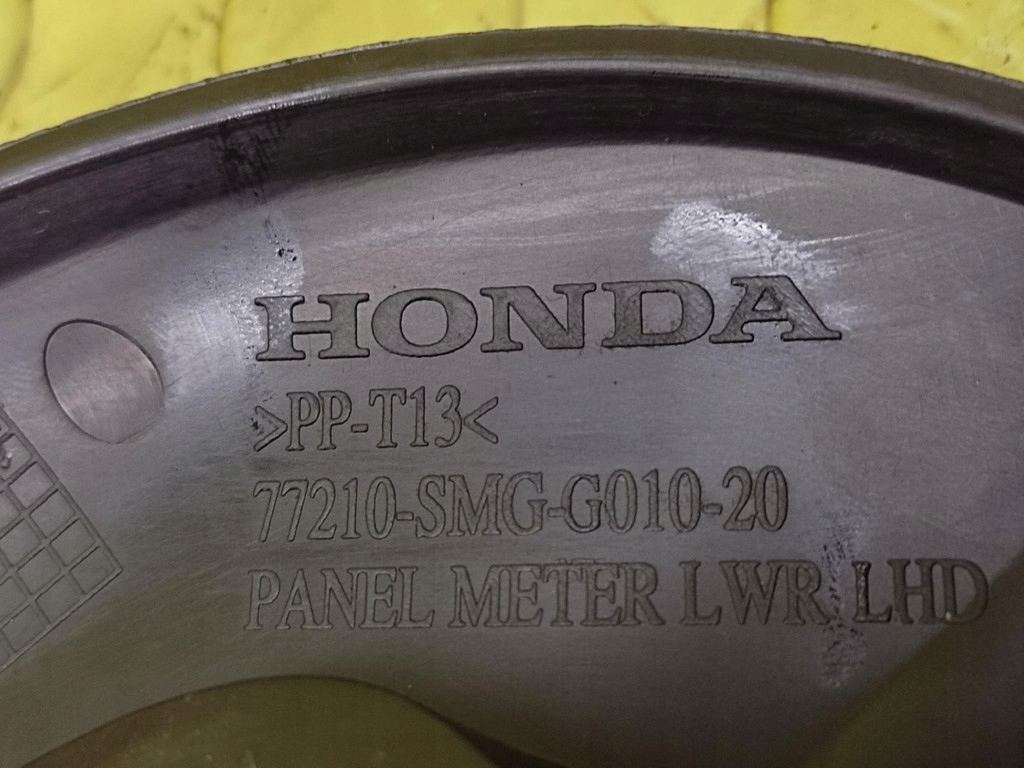 HONDA
>PP-T13<
77210-SMG-G010-20
PANEL METER LWR LHD